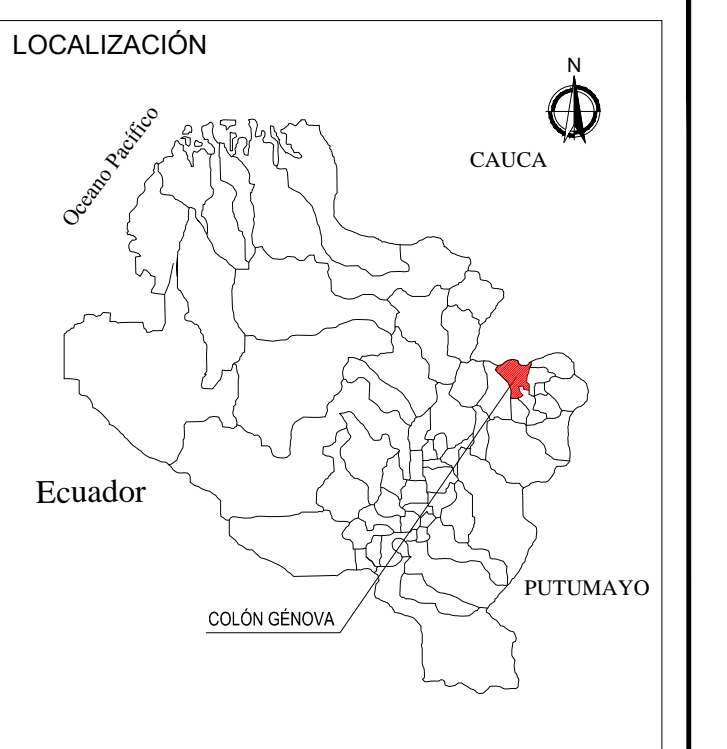 LOCALIZACIÓN
N
Oceano Pacífico
CAUCA
Ecuador
PUTUMAYO
COLÓN GÉNOVA